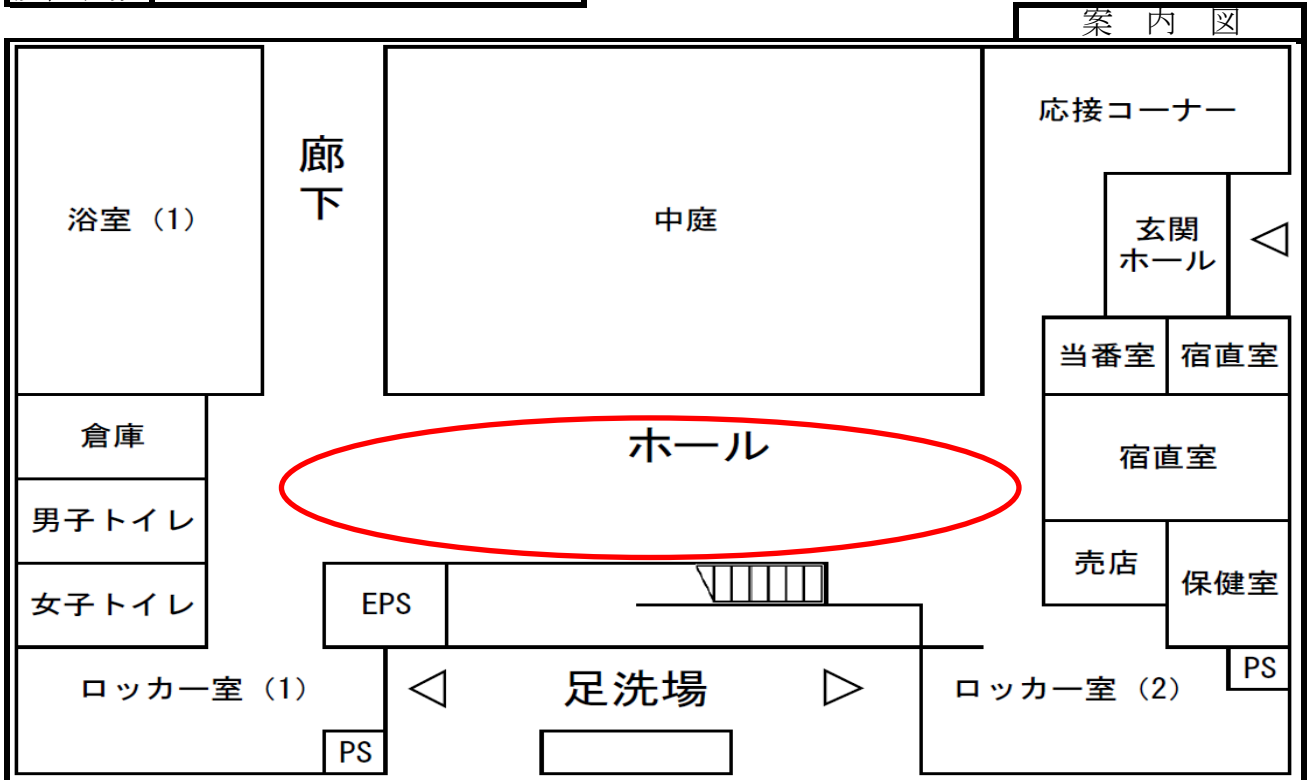 案内図
応接コーナー
廊下
浴室（1）
中庭
玄関
ホール
当番室
宿直室
倉庫
ホール
宿直室
男子トイレ
売店
保健室
女子トイレ
EPS
ロッカー室（1）
足洗場
ロッカー室（2）
PS
PS